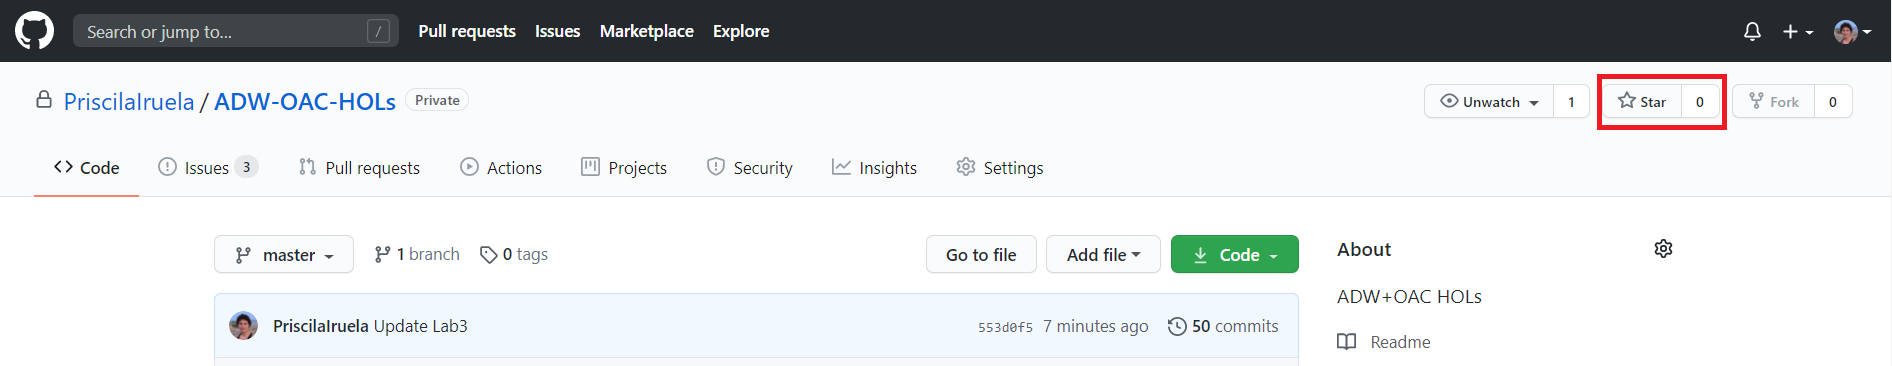 Search or jump to... / Pull requests Issues Marketplace Explore
PriscilaIruela / ADW-OAC-HOLs Private Unwatch 1 Star 0 Fork 0
Code Issues 3 Pull requests Actions Projects Security Insights Settings
master 1 branch 0 tags Go to file Add file Code About
ADW+OAC HOLs
PriscilaIruela Update Lab3 553d0f5 7 minutes ago 50 commits
Readme